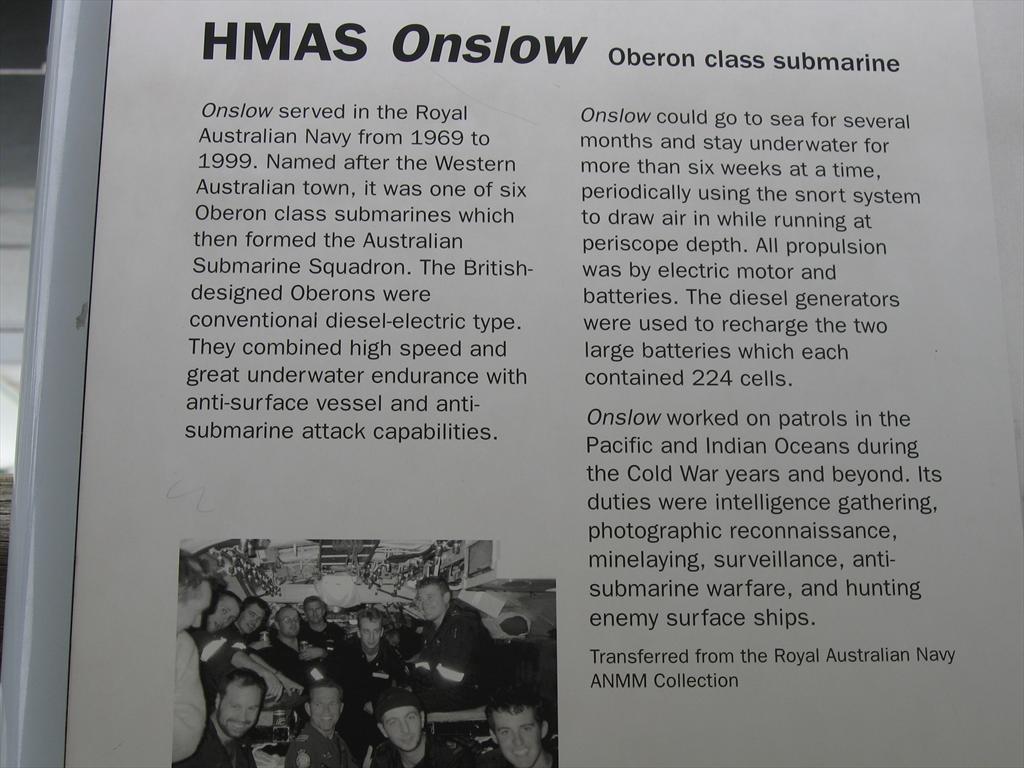 HMAS Onslow Oberon class submarine
Onslow served in the Royal
Australian Navy from 1969 to
1999. Named after the Western
Australian town, it was one of six
Oberon class submarines which
then formed the Australian
Submarine Squadron. The British-
designed Oberons were
conventional diesel-electric type.
They combined high speed and
great underwater endurance with
anti-surface vessel and anti-
submarine attack capabilities.
Onslow could go to sea for several
months and stay underwater for
more than six weeks at a time,
periodically using the snort system
to draw air in while running at
periscope depth. All propulsion
was by electric motor and
batteries. The diesel generators
were used to recharge the two
large batteries which each
contained 224 cells.
Onslow worked on patrols in the
Pacific and Indian Oceans during
the Cold War years and beyond. Its
duties were intelligence gathering,
photographic reconnaissance,
minelaying, surveillance, anti-
submarine warfare, and hunting
enemy surface ships.
Transferred from the Royal Australian Navy
ANMM Collection